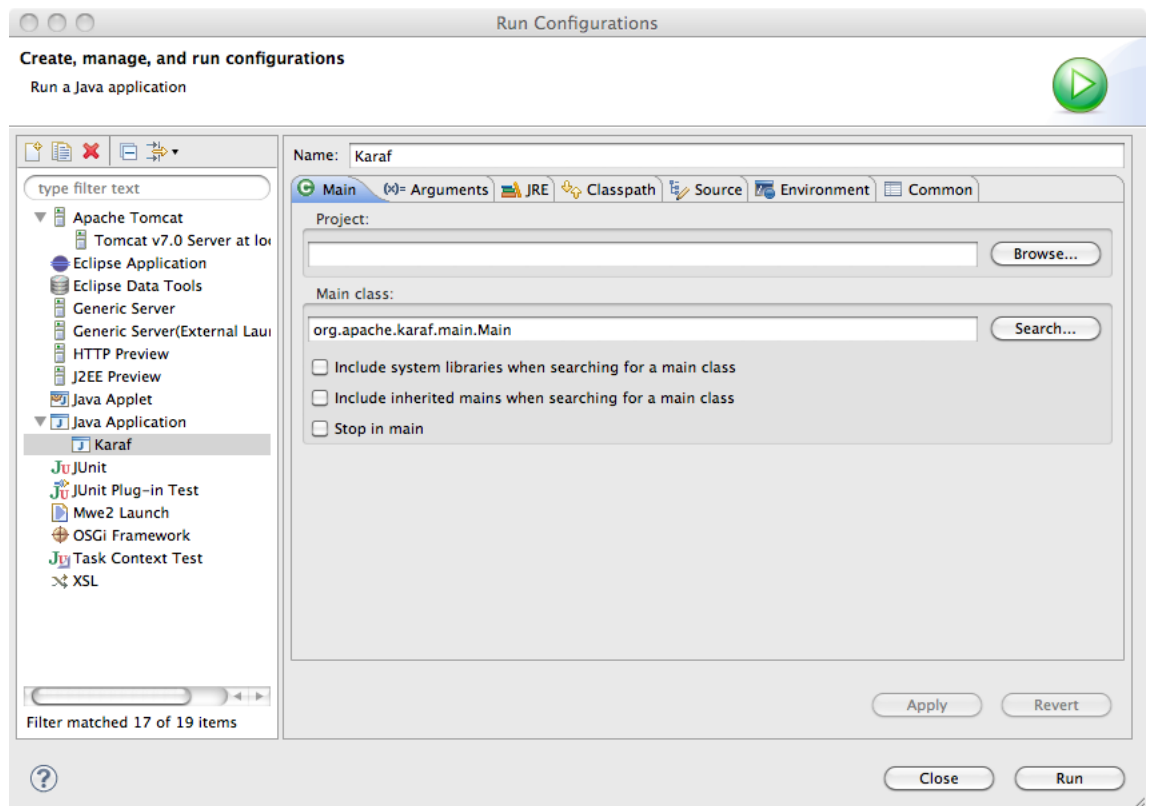 Run Configurations
Create, manage, and run configurations
Run a Java application
type filter text
Apache Tomcat
Tomcat v7.0 Server at loc
Eclipse Application
Eclipse Data Tools
Generic Server
Generic Server(External Laun
HTTP Preview
J2EE Preview
Java Applet
Java Application
Karaf
JUnit
JUnit Plug-in Test
Mwe2 Launch
OSGi Framework
Task Context Test
XSL
Filter matched 17 of 19 items
Name: Karaf
Main (x)= Arguments JRE Classpath Source Environment Common
Project:
Browse...
Main class:
org.apache.karaf.main.Main Search...
Include system libraries when searching for a main class
Include inherited mains when searching for a main class
Stop in main
Apply Revert
? Close Run